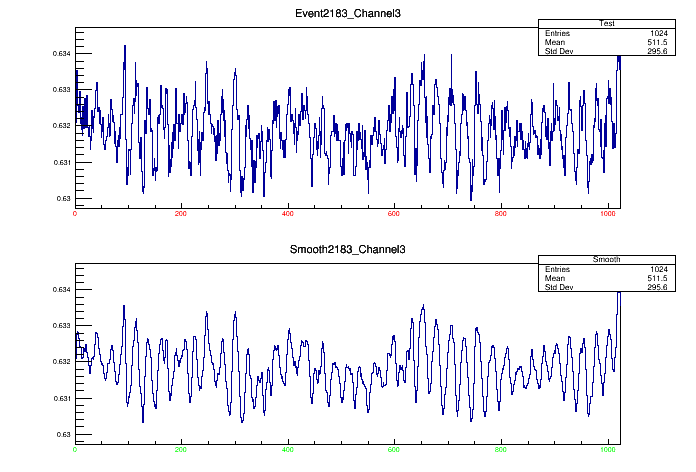 Event2183_Channel3
Test
Entries 1024
Mean 511.5
Std Dev 295.6
0.634
0.633
0.632
0.631
0.63
0 200 400 600 800 1000
Smooth2183_Channel3
Smooth
Entries 1024
Mean 511.5
Std Dev 295.6
0.634
0.633
0.632
0.631
0.63
0 200 400 600 800 1000